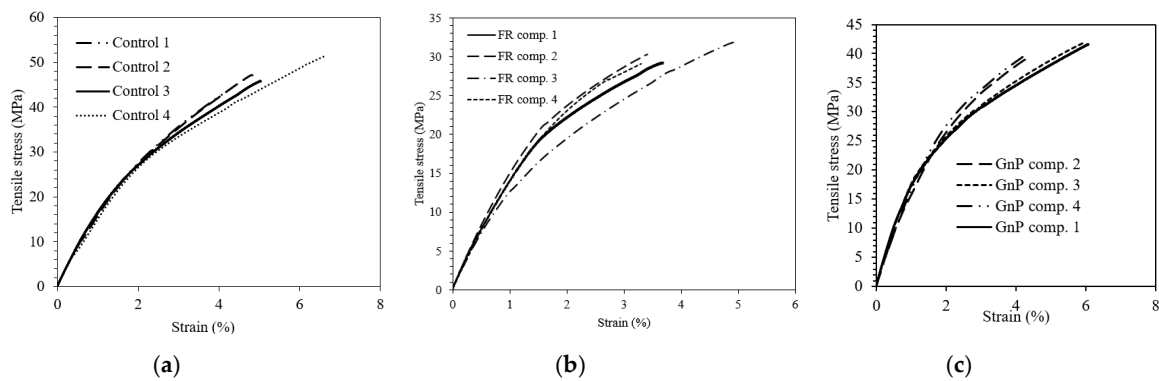 60
50
40
30
20
10
0
Tensile stress (MPa)
Control 1
Control 2
Control 3
Control 4
0 2 4 6 8
Strain (%)
(a)
35
30
25
20
15
10
5
0
Tensile stress (MPa)
FR comp. 1
FR comp. 2
FR comp. 3
FR comp. 4
0 1 2 3 4 5 6
Strain (%)
(b)
45
40
35
30
25
20
15
10
5
0
Tensile stress (MPa)
GnP comp. 2
GnP comp. 3
GnP comp. 4
GnP comp. 1
0 2 4 6 8
Strain (%)
(c)